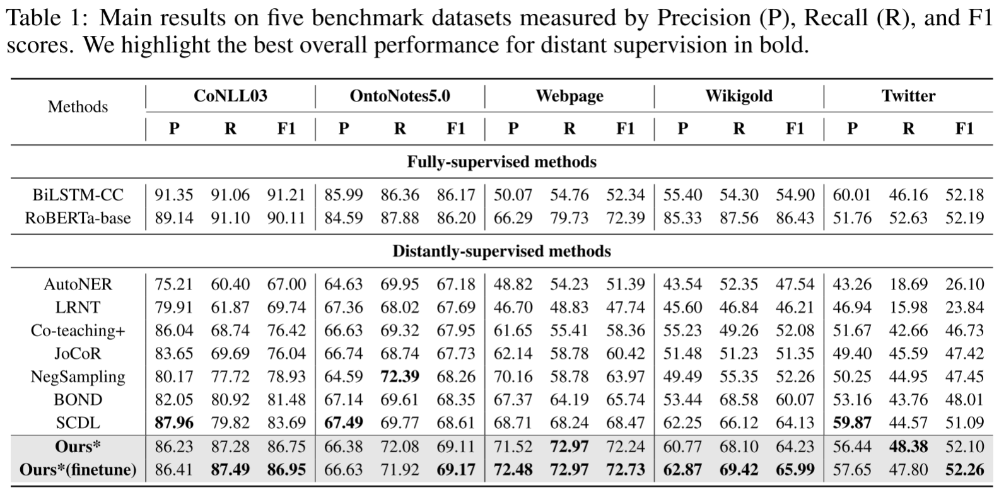 Table 1: Main results on five benchmark datasets measured by Precision (P), Recall (R), and F1
scores. We highlight the best overall performance for distant supervision in bold.
Methods CoNLL03 OntoNotes5.0 Webpage Wikigold Twitter
P R F1 P R F1 P R F1 P R F1 P R F1
Fully-supervised methods
BiLSTM-CC 91.35 91.06 91.21 85.99 86.36 86.17 50.07 54.76 52.34 55.40 54.30 54.90 60.01 46.16 52.18
RoBERTa-base 89.14 91.10 90.11 84.59 87.88 86.20 66.29 79.73 72.39 85.33 87.56 86.43 51.76 52.63 52.19
Distantly-supervised methods
AutoNER 75.21 60.40 67.00 64.63 69.95 67.18 48.82 54.23 51.39 43.54 52.35 47.54 43.26 18.69 26.10
LRNT 79.91 61.87 69.74 67.36 68.02 67.69 46.70 48.83 47.74 45.60 46.84 46.21 46.94 15.98 23.84
Co-teaching+ 86.04 68.74 76.42 66.63 69.32 67.95 61.65 55.41 58.36 55.23 49.26 52.08 51.67 42.66 46.73
JoCoR 83.65 69.69 76.04 66.74 68.74 67.73 62.14 58.78 60.42 51.48 51.23 51.35 49.40 45.59 47.42
NegSampling 80.17 77.72 78.93 64.59 72.39 68.26 70.16 58.78 63.97 49.49 55.35 52.26 50.25 44.95 47.45
BOND 82.05 80.92 81.48 67.14 69.61 68.35 67.37 64.19 65.74 53.44 68.58 60.07 53.16 43.76 48.01
SCDL 87.96 79.82 83.69 67.49 69.77 68.61 68.71 68.24 68.47 62.25 66.12 64.13 59.87 44.57 51.09
Ours* 86.23 87.28 86.75 66.38 72.08 69.11 71.52 72.97 72.24 60.77 68.10 64.23 56.44 48.38 52.10
Ours*(finetune) 86.41 87.49 86.95 66.63 71.92 69.17 72.48 72.97 72.73 62.87 69.42 65.99 57.65 47.80 52.26